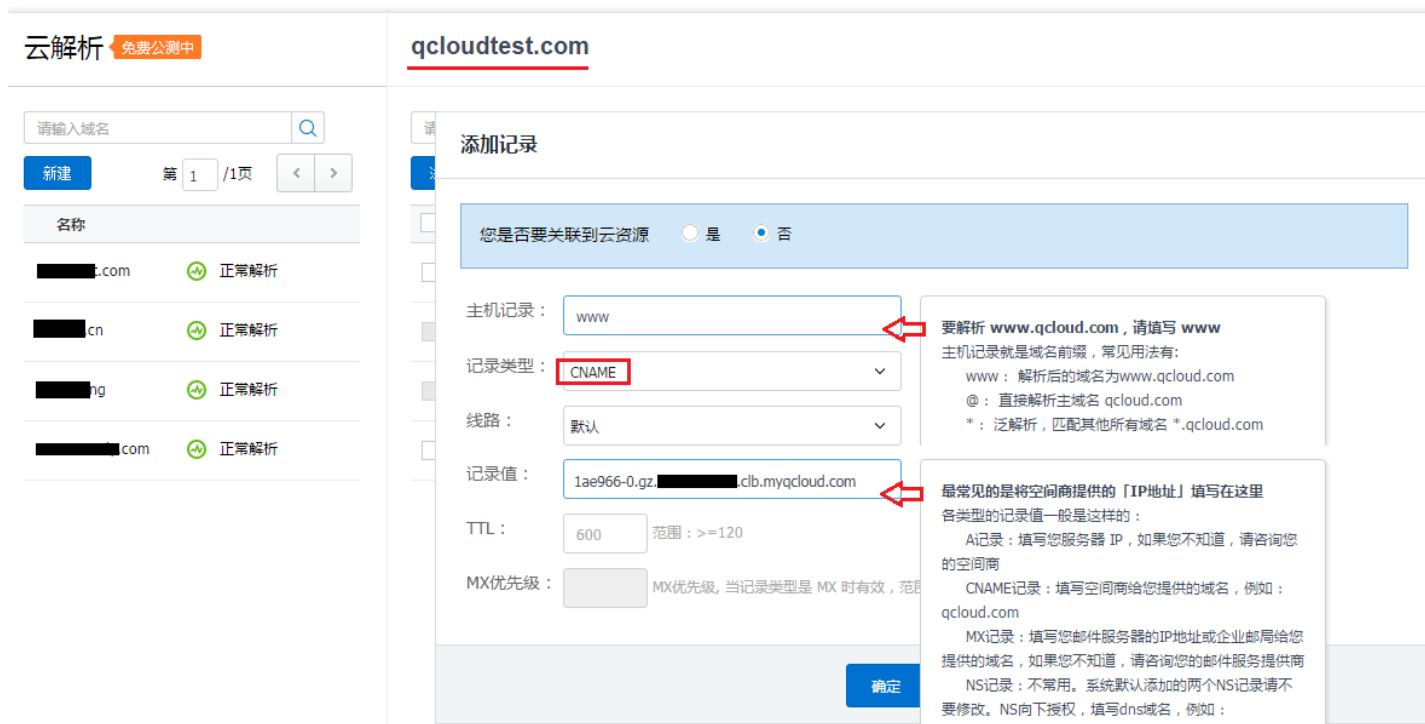 云解析 免费公测中
qcloudtest.com
请输入域名
新建 第 1 /1页 < >
名称
.com 正常解析
.cn 正常解析
ng 正常解析
.com 正常解析
添加记录
您是否要关联到云资源 是 否
主机记录： www
记录类型： CNAME
线路： 默认
记录值： 1ae966-0.gz. .clb.myqcloud.com
TTL： 600 范围：>=120
MX优先级： MX优先级, 当记录类型是 MX 时有效，范
确定
要解析 www.qcloud.com，请填写 www
主机记录就是域名前缀，常见用法有:
www： 解析后的域名为www.qcloud.com
@： 直接解析主域名 qcloud.com
*： 泛解析，匹配其他所有域名 *.qcloud.com
最常见的是将空间商提供的「IP地址」填写在这里
各类型的记录值一般是这样的：
A记录：填写您服务器 IP，如果您不知道，请咨询您
的空间商
CNAME记录：填写空间商给您提供的域名，例如：
qcloud.com
MX记录：填写您邮件服务器的IP地址或企业邮局给您
提供的域名，如果您不知道，请咨询您的邮件服务提供商
NS记录：不常用。系统默认添加的两个NS记录请不
要修改。NS向下授权，填写dns域名，例如：